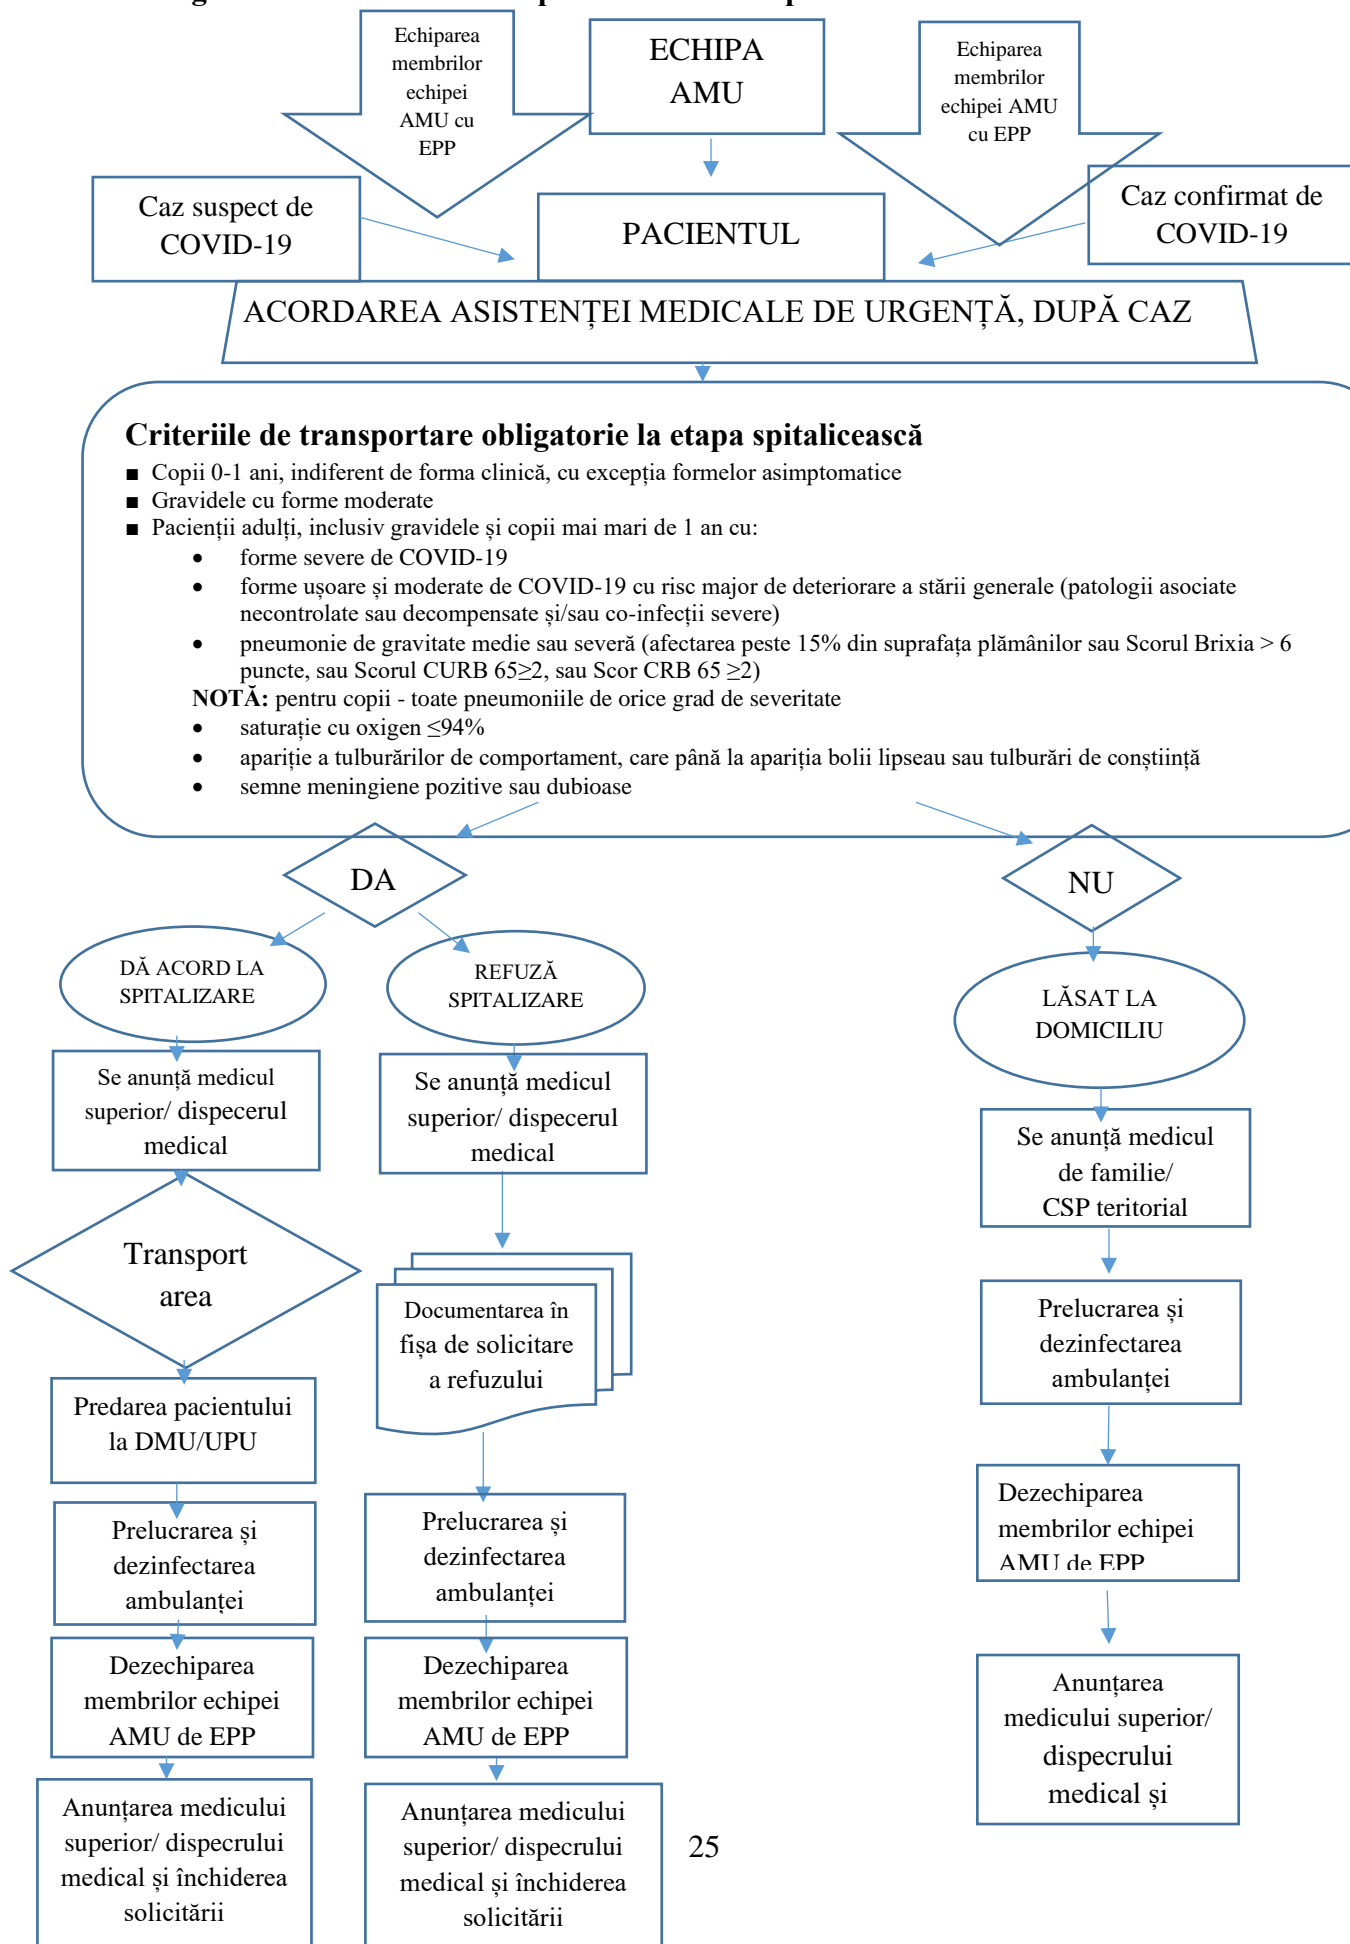 Echiparea
membrilor
echipei
AMU cu
EPP
ECHIPA
AMU
Echiparea
membrilor
echipei AMU
cu EPP
Caz suspect de
COVID-19
PACIENTUL
Caz confirmat de
COVID-19
ACORDAREA ASISTENȚEI MEDICALE DE URGENȚĂ, DUPĂ CAZ
Criteriile de transportare obligatorie la etapa spitalicească
■ Copii 0-1 ani, indiferent de forma clinică, cu excepția formelor asimptomatice
■ Gravidele cu forme moderate
■ Pacienții adulți, inclusiv gravidele și copii mai mari de 1 an cu:
• forme severe de COVID-19
• forme ușoare și moderate de COVID-19 cu risc major de deteriorare a stării generale (patologii asociate
necontrolate sau decompensate și/sau co-infecții severe)
• pneumonie de gravitate medie sau severă (afectarea peste 15% din suprafața plămânilor sau Scorul Brixia > 6
puncte, sau Scorul CURB 65≥2, sau Scor CRB 65 ≥2)
NOTĂ: pentru copii - toate pneumoniile de orice grad de severitate
• saturație cu oxigen ≤94%
• apariție a tulburărilor de comportament, care până la apariția bolii lipseau sau tulburări de conștiință
• semne meningiene pozitive sau dubioase
DA
NU
DĂ ACORD LA
SPITALIZARE
REFUZĂ
SPITALIZARE
LĂSAT LA
DOMICILIU
Se anunță medicul
superior/ dispecerul
medical
Se anunță medicul
superior/ dispecerul
medical
Se anunță medicul
de familie/
CSP teritorial
Transport
area
Documentarea în
fișa de solicitare
a refuzului
Prelucrarea și
dezinfectarea
ambulanței
Predarea pacientului
la DMU/UPU
Dezechiparea
membrilor echipei
AMU de EPP
Prelucrarea și
dezinfectarea
ambulanței
Prelucrarea și
dezinfectarea
ambulanței
Dezechiparea
membrilor echipei
AMU de EPP
Dezechiparea
membrilor echipei
AMU de EPP
Anunțarea
medicului superior/
dispecrului
medical și
Anunțarea medicului
superior/ dispecrului
medical și închiderea
solicitării
Anunțarea medicului
superior/ dispecrului
medical și închiderea
solicitării
25